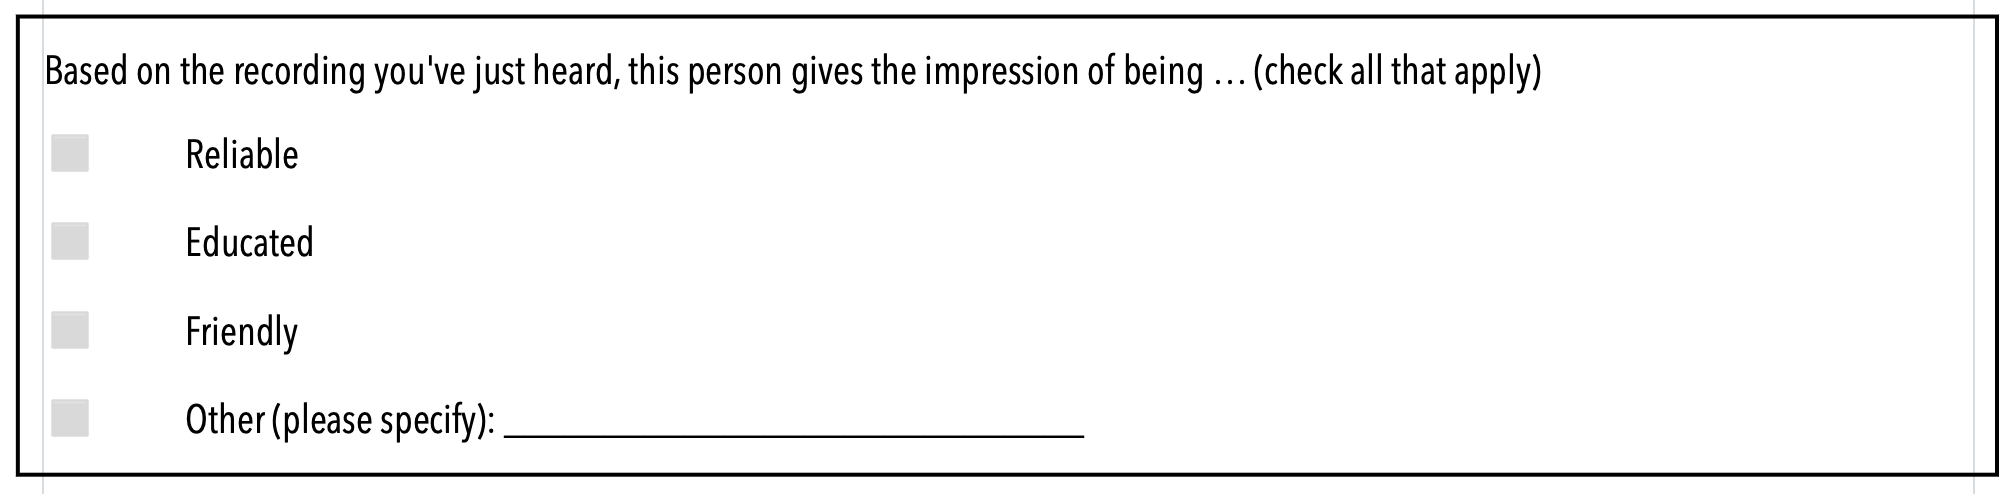 Based on the recording you've just heard, this person gives the impression of being … (check all that apply)
Reliable
Educated
Friendly
Other (please specify): ______________________________